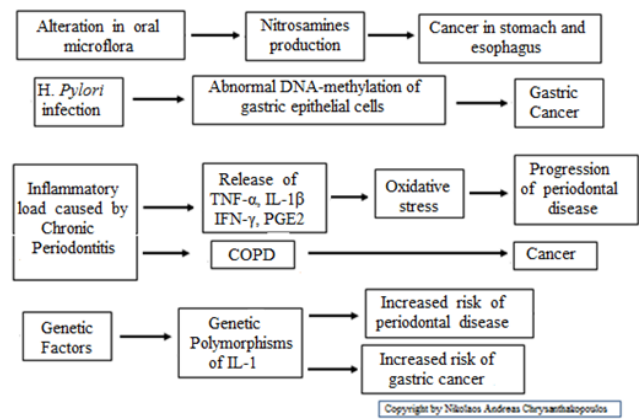 Alteration in oral
microflora
Nitrosamines
production
Cancer in stomach and
esophagus
H. Pylori
infection
Abnormal DNA-methylation of
gastric epithelial cells
Gastric
Cancer
Inflammatory
load caused by
Chronic
Periodontitis
Release of
TNF-α, IL-1β
IFN-γ, PGE2
Oxidative
stress
Progression
of periodontal
disease
COPD
Cancer
Genetic
Factors
Genetic
Polymorphisms
of IL-1
Increased risk of
periodontal disease
Increased risk of
gastric cancer
Copyright by Nikolaos Andreas Chrysanthakopoulos